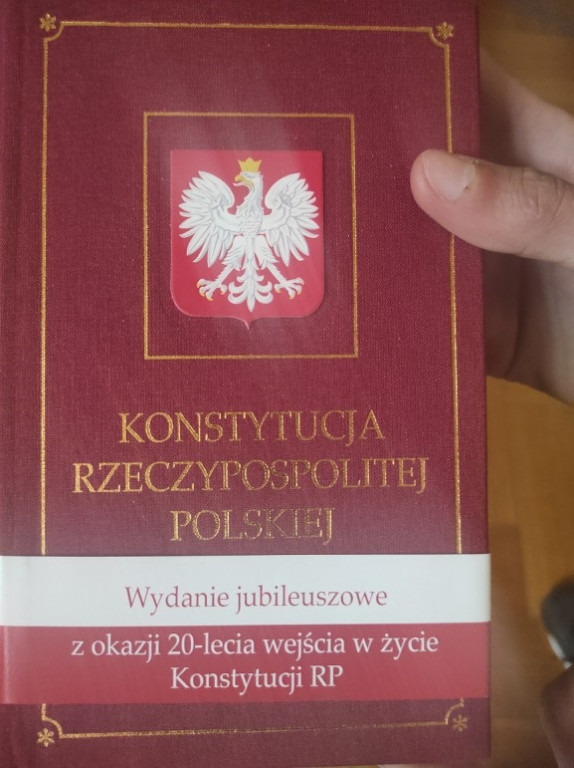 KONSTYTUCJA
RZECZYPOSPOLITEJ
POLSKIEJ
Wydanie jubileuszowe
z okazji 20-lecia wejścia w życie
Konstytucji RP